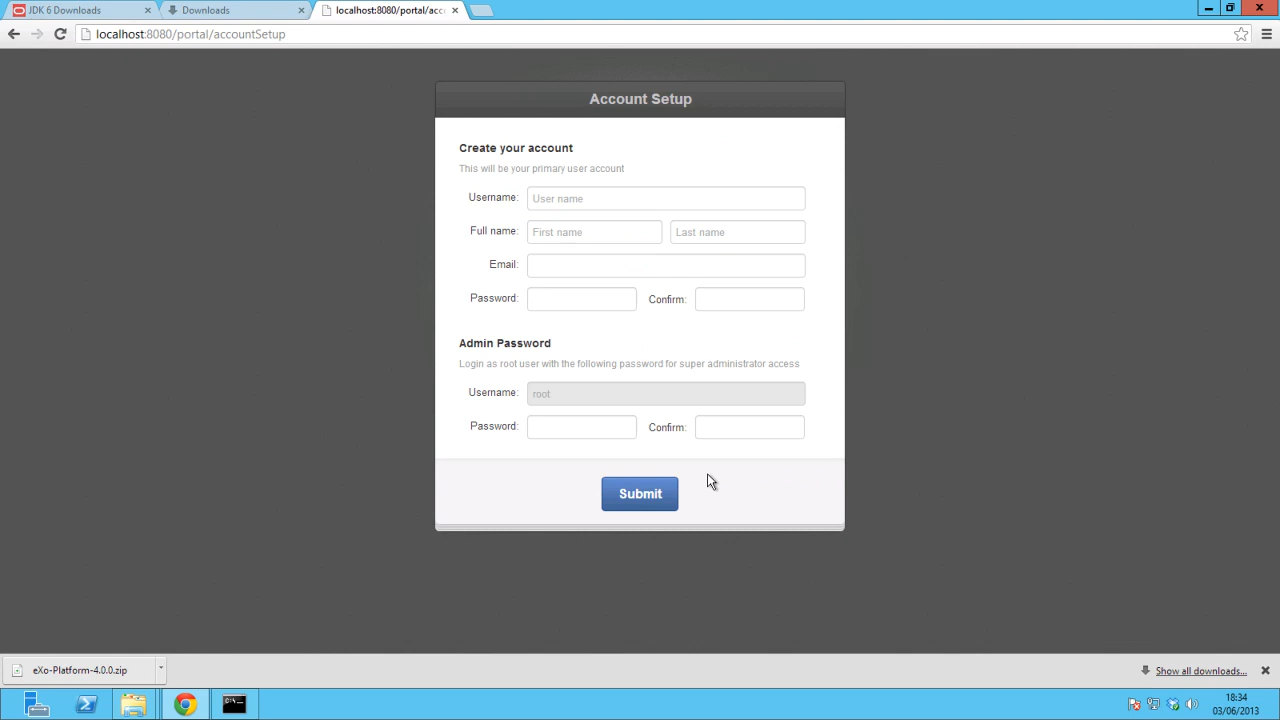 JDK 6 Downloads
Downloads
localhost:8080/portal/acc
localhost:8080/portal/accountSetup
Account Setup
Create your account
This will be your primary user account
Username: User name
Full name: First name Last name
Email:
Password: Confirm:
Admin Password
Login as root user with the following password for super administrator access
Username: root
Password: Confirm:
Submit
eXo-Platform-4.0.0.zip
Show all downloads...
18:34
03/06/2013